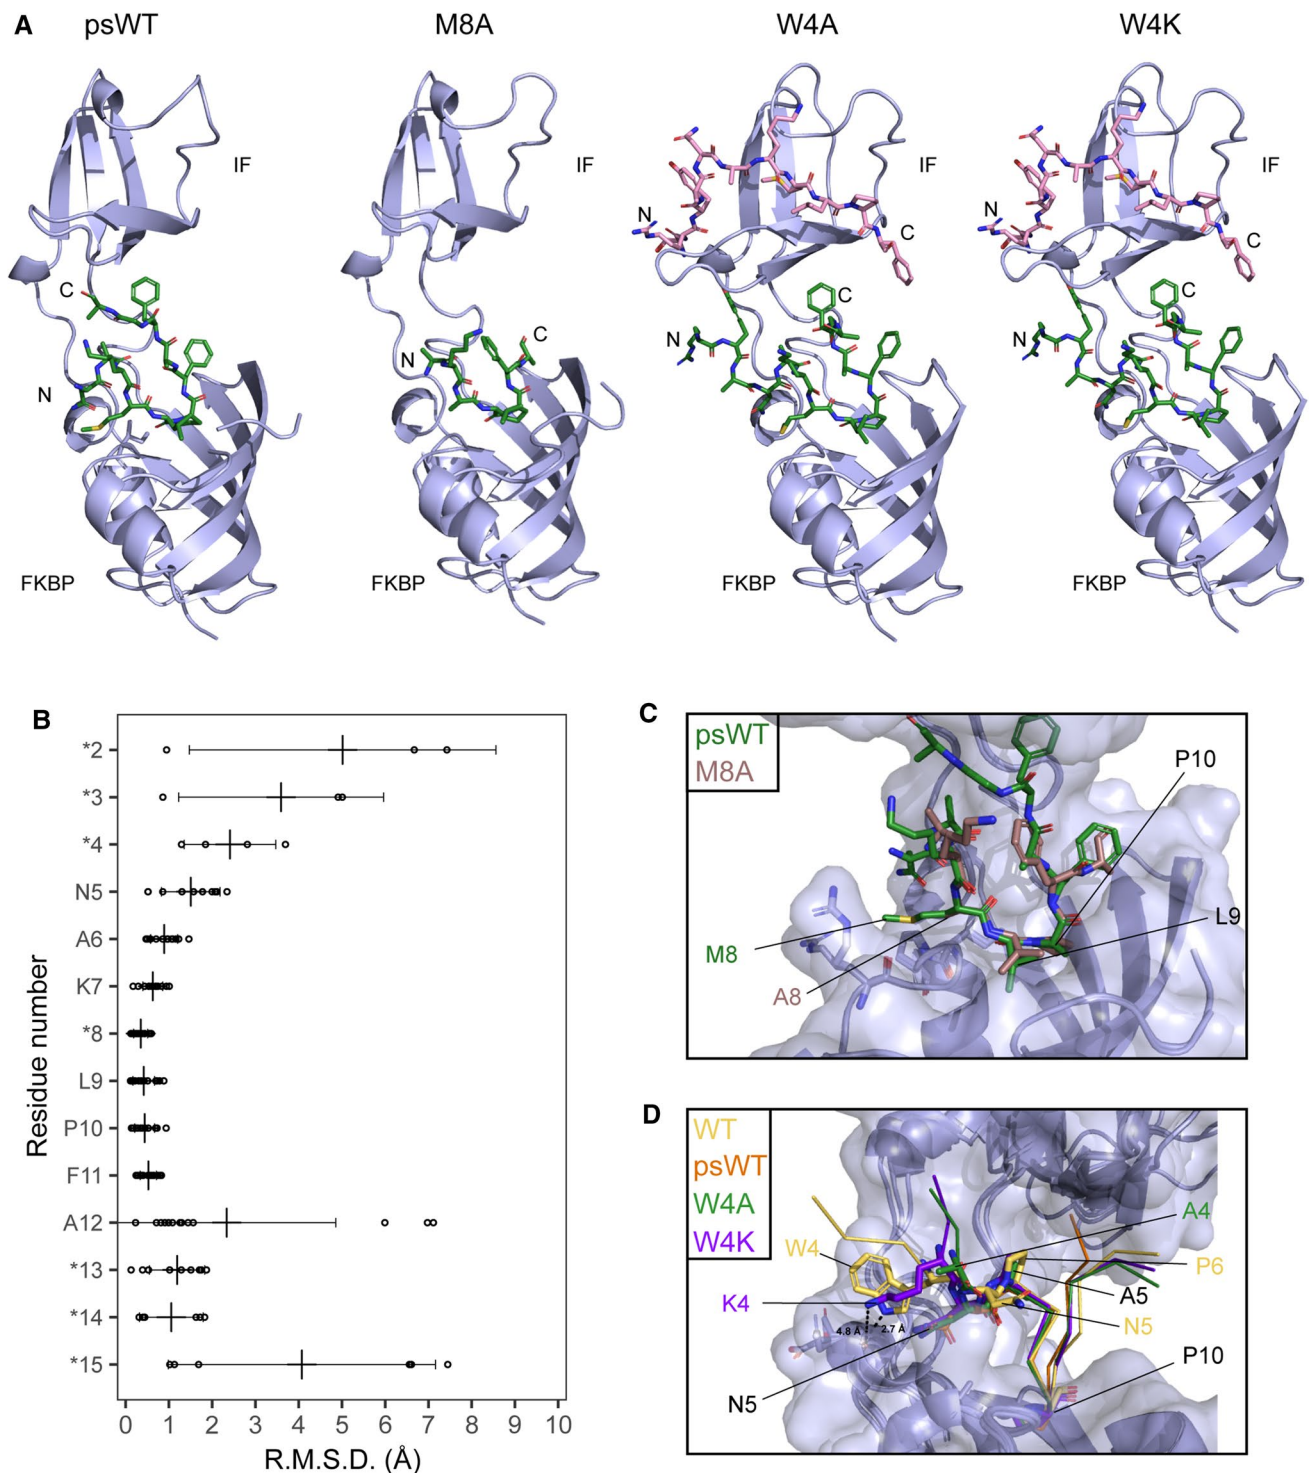 A
psWT
M8A
W4A
W4K
IF
IF
IF
C
N
N
C
N
C
N
C
N
C
N
C
FKBP
FKBP
FKBP
FKBP
B
Residue number
*2
*3
*4
N5
A6
K7
*8
L9
P10
F11
A12
*13
*14
*15
0 1 2 3 4 5 6 7 8 9 10
R.M.S.D. (Å)
C
psWT
M8A
P10
L9
M8
A8
D
WT
psWT
W4A
W4K
W4
A4
P6
K4
A5
N5
4.8 Å
2.7 Å
P10
N5